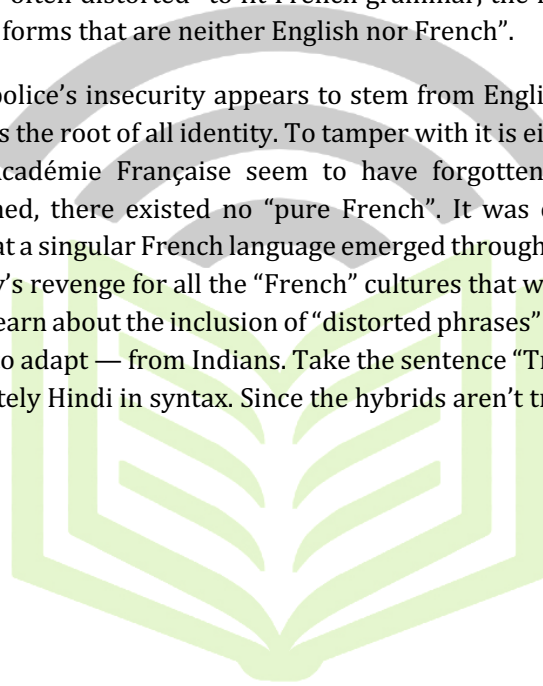 often distorted "to fit French grammar, the
forms that are neither English nor French".
police's insecurity appears to stem from Engli
s the root of all identity. To tamper with it is ei
cadémie Française seem to have forgotten
ned, there existed no "pure French". It was
at a singular French language emerged through
y's revenge for all the "French" cultures that w
earn about the inclusion of "distorted phrases"
o adapt — from Indians. Take the sentence "Tr
tely Hindi in syntax. Since the hybrids aren't tr